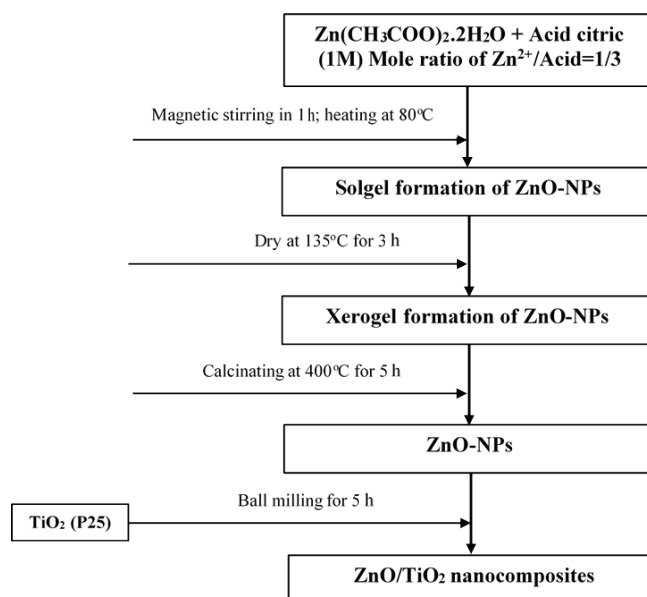 Zn(CH₃COO)₂.2H₂O + Acid citric
(1M) Mole ratio of Zn²⁺/Acid=1/3
Magnetic stirring in 1h; heating at 80°C
Solgel formation of ZnO-NPs
Dry at 135°C for 3 h
Xerogel formation of ZnO-NPs
Calcinating at 400°C for 5 h
ZnO-NPs
Ball milling for 5 h
TiO₂ (P25)
ZnO/TiO₂ nanocomposites